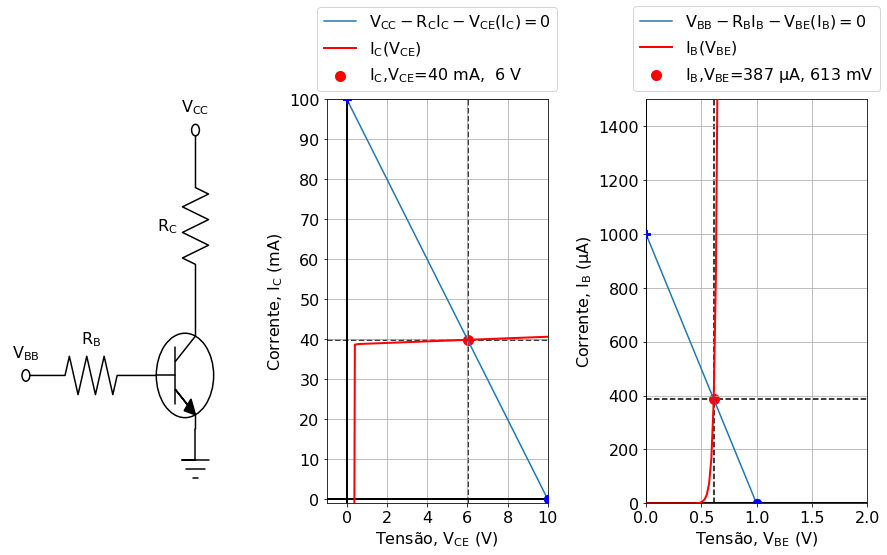 V_CC
R_C
V_BB
R_B
V_CC − R_C I_C − V_CE(I_C) = 0
I_C(V_CE)
I_C,V_CE=40 mA,  6 V
100
90
80
70
60
50
40
30
20
10
0
Corrente, I_C (mA)
0 2 4 6 8 10
Tensão, V_CE (V)
V_BB − R_B I_B − V_BE(I_B) = 0
I_B(V_BE)
I_B,V_BE=387 µA, 613 mV
1400
1200
1000
800
600
400
200
0
Corrente, I_B (µA)
0.0 0.5 1.0 1.5 2.0
Tensão, V_BE (V)